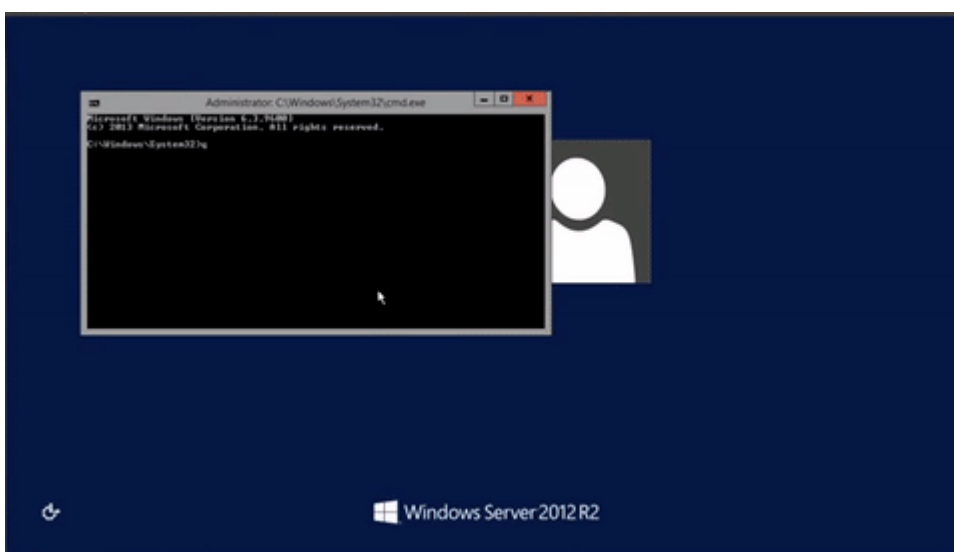 Administrator: C:\Windows\System32\cmd.exe
Microsoft Windows [Version 6.3.9600]
(c) 2013 Microsoft Corporation. All rights reserved.
C:\Windows\System32>q
Windows Server 2012 R2